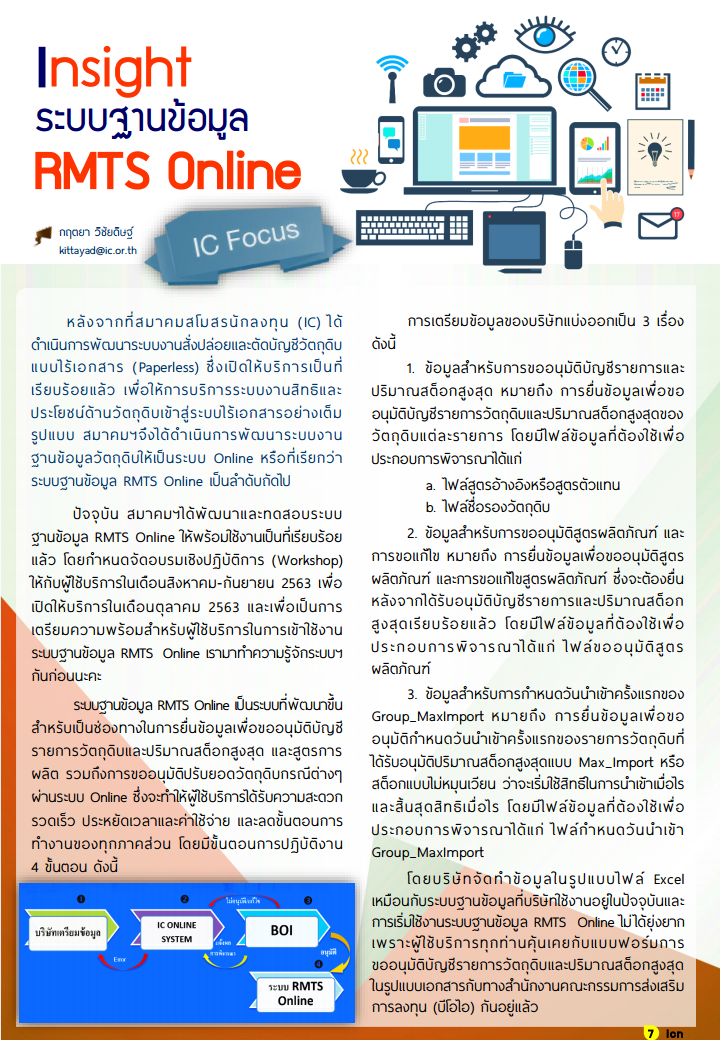 Insight
ระบบฐานข้อมูล
RMTS Online
กฤตยา วิชัยดิษฐ์
kittayad@ic.or.th
IC Focus
17
หลังจากที่สมาคมสโมสรนักลงทุน (IC) ได้
ดำเนินการพัฒนาระบบงานสั่งปล่อยและตัดบัญชีวัตถุดิบ
แบบไร้เอกสาร (Paperless) ซึ่งเปิดให้บริการเป็นที่
เรียบร้อยแล้ว เพื่อให้การบริการระบบงานสิทธิและ
ประโยชน์ด้านวัตถุดิบเข้าสู่ระบบไร้เอกสารอย่างเต็ม
รูปแบบ สมาคมฯจึงได้ดำเนินการพัฒนาระบบงาน
ฐานข้อมูลวัตถุดิบให้เป็นระบบ Online หรือที่เรียกว่า
ระบบฐานข้อมูล RMTS Online เป็นลำดับถัดไป
ปัจจุบัน สมาคมฯได้พัฒนาและทดสอบระบบ
ฐานข้อมูล RMTS Online ให้พร้อมใช้งานเป็นที่เรียบร้อย
แล้ว โดยกำหนดจัดอบรมเชิงปฏิบัติการ (Workshop)
ให้กับผู้ใช้บริการในเดือนสิงหาคม-กันยายน 2563 เพื่อ
เปิดให้บริการในเดือนตุลาคม 2563 และเพื่อเป็นการ
เตรียมความพร้อมสำหรับผู้ใช้บริการในการเข้าใช้งาน
ระบบฐานข้อมูล RMTS Online เรามาทำความรู้จักระบบฯ
กันก่อนนะคะ
ระบบฐานข้อมูล RMTS Online เป็นระบบที่พัฒนาขึ้น
สำหรับเป็นช่องทางในการยื่นข้อมูลเพื่อขออนุมัติบัญชี
รายการวัตถุดิบและปริมาณสต็อกสูงสุด และสูตรการ
ผลิต รวมถึงการขออนุมัติปรับยอดวัตถุดิบกรณีต่างๆ
ผ่านระบบ Online ซึ่งจะทำให้ผู้ใช้บริการได้รับความสะดวก
รวดเร็ว ประหยัดเวลาและค่าใช้จ่าย และลดขั้นตอนการ
ทำงานของทุกภาคส่วน โดยมีขั้นตอนการปฏิบัติงาน
4 ขั้นตอน ดังนี้
1
2
ไม่อนุมัติ/แก้ไข
3
บริษัทเตรียมข้อมูล
IC ONLINE
SYSTEM
BOI
Error
แจ้งผล
การพิจารณา
อนุมัติ
4
ระบบ RMTS
Online
การเตรียมข้อมูลของบริษัทแบ่งออกเป็น 3 เรื่อง
ดังนี้
1. ข้อมูลสำหรับการขออนุมัติบัญชีรายการและ
ปริมาณสต็อกสูงสุด หมายถึง การยื่นข้อมูลเพื่อขอ
อนุมัติบัญชีรายการวัตถุดิบและปริมาณสต็อกสูงสุดของ
วัตถุดิบแต่ละรายการ โดยมีไฟล์ข้อมูลที่ต้องใช้เพื่อ
ประกอบการพิจารณาได้แก่
a. ไฟล์สูตรอ้างอิงหรือสูตรตัวแทน
b. ไฟล์ชื่อรองวัตถุดิบ
2. ข้อมูลสำหรับการขออนุมัติสูตรผลิตภัณฑ์ และ
การขอแก้ไข หมายถึง การยื่นข้อมูลเพื่อขออนุมัติสูตร
ผลิตภัณฑ์ และการขอแก้ไขสูตรผลิตภัณฑ์ ซึ่งจะต้องยื่น
หลังจากได้รับอนุมัติบัญชีรายการและปริมาณสต็อก
สูงสุดเรียบร้อยแล้ว โดยมีไฟล์ข้อมูลที่ต้องใช้เพื่อ
ประกอบการพิจารณาได้แก่ ไฟล์ขออนุมัติสูตร
ผลิตภัณฑ์
3. ข้อมูลสำหรับการกำหนดวันนำเข้าครั้งแรกของ
Group_MaxImport หมายถึง การยื่นข้อมูลเพื่อขอ
อนุมัติกำหนดวันนำเข้าครั้งแรกของรายการวัตถุดิบที่
ได้รับอนุมัติปริมาณสต็อกสูงสุดแบบ Max_Import หรือ
สต็อกแบบไม่หมุนเวียน ว่าจะเริ่มใช้สิทธิในการนำเข้าเมื่อไร
และสิ้นสุดสิทธิเมื่อไร โดยมีไฟล์ข้อมูลที่ต้องใช้เพื่อ
ประกอบการพิจารณาได้แก่ ไฟล์กำหนดวันนำเข้า
Group_MaxImport
โดยบริษัทจัดทำข้อมูลในรูปแบบไฟล์ Excel
เหมือนกับระบบฐานข้อมูลที่บริษัทใช้งานอยู่ในปัจจุบันและ
การเริ่มใช้งานระบบฐานข้อมูล RMTS Online ไม่ได้ยุ่งยาก
เพราะผู้ใช้บริการทุกท่านคุ้นเคยกับแบบฟอร์มการ
ขออนุมัติบัญชีรายการวัตถุดิบและปริมาณสต็อกสูงสุด
ในรูปแบบเอกสารกับทางสำนักงานคณะกรรมการส่งเสริม
การลงทุน (บีโอไอ) กันอยู่แล้ว
7 Ion